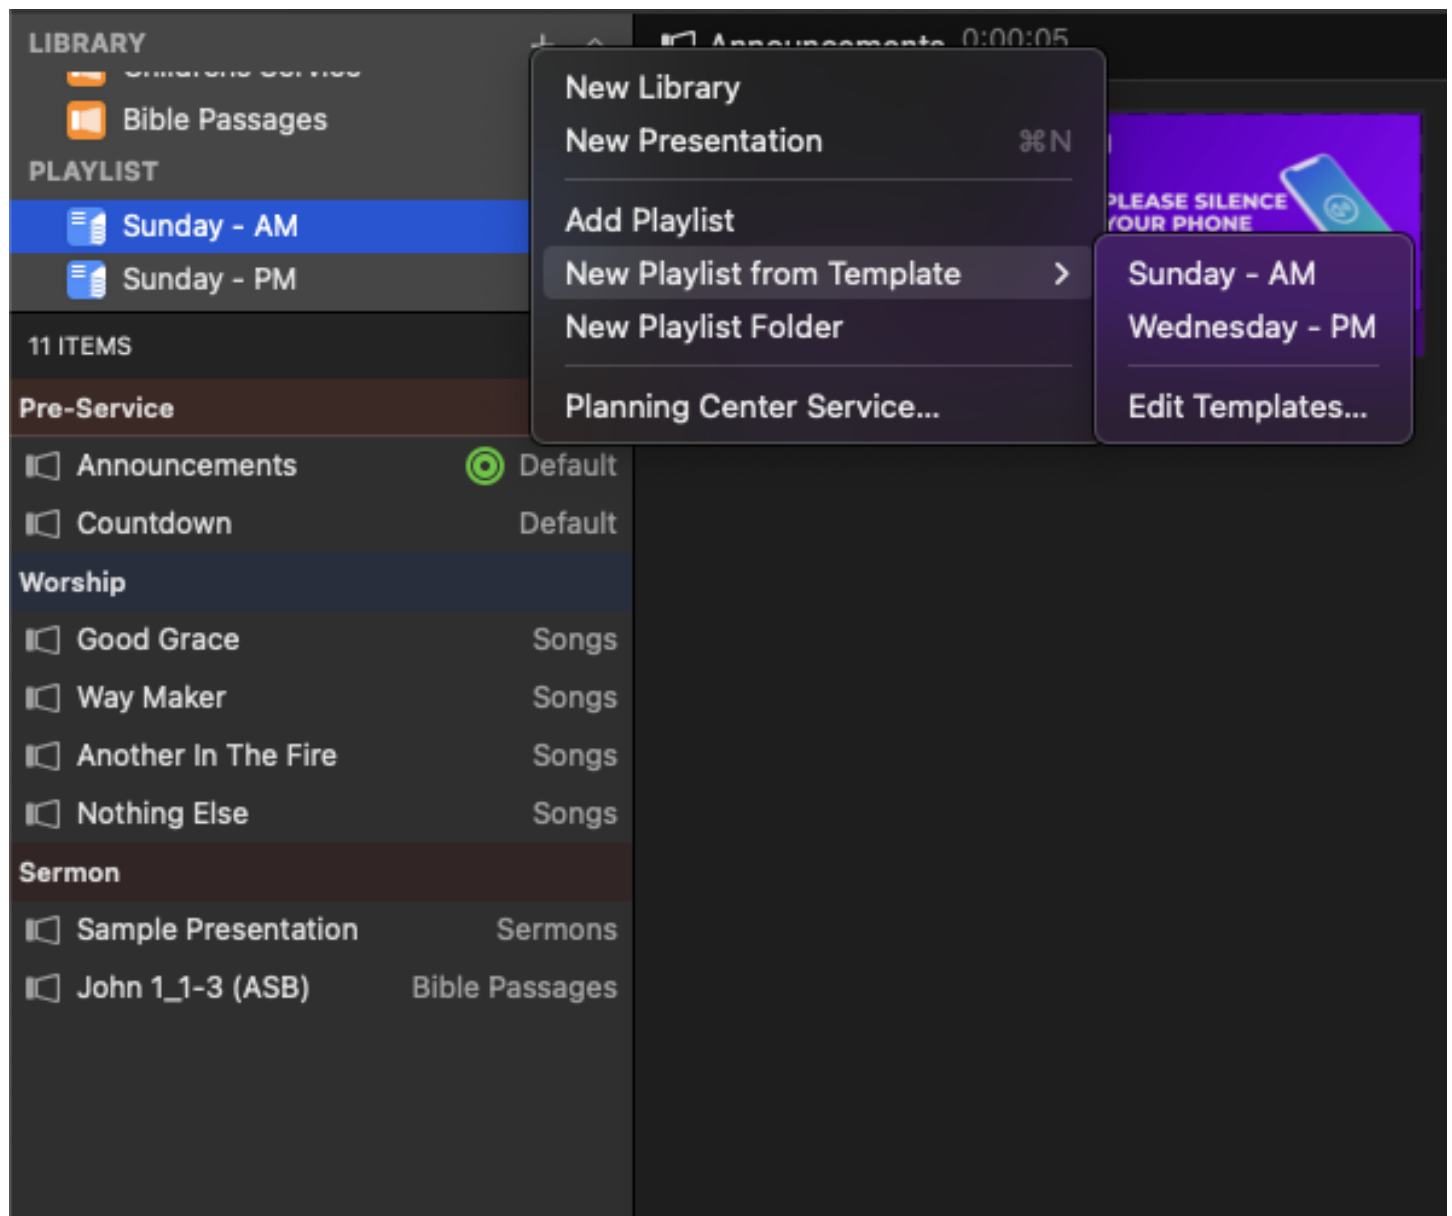 LIBRARY
Announcements 0:00:05
Childrens Service
Bible Passages
PLAYLIST
Sunday - AM
Sunday - PM
11 ITEMS
Pre-Service
Announcements Default
Countdown Default
Worship
Good Grace Songs
Way Maker Songs
Another In The Fire Songs
Nothing Else Songs
Sermon
Sample Presentation Sermons
John 1_1-3 (ASB) Bible Passages
New Library
New Presentation ⌘N
Add Playlist
New Playlist from Template
New Playlist Folder
Planning Center Service...
Sunday - AM
Wednesday - PM
Edit Templates...
PLEASE SILENCE
YOUR PHONE